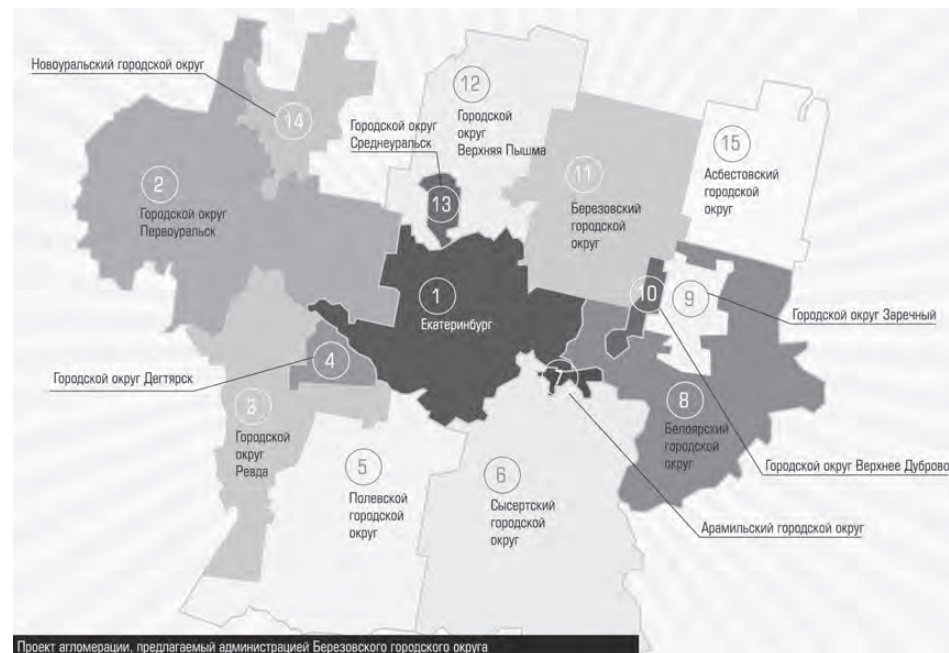 Новоуральский городской округ
14
12
Городской
округ
Верхняя Пышма
Городской округ
Среднеуральск
13
15
Асбестовский
городской
округ
2
Городской округ
Первоуральск
11
Березовский
городской
округ
1
Екатеринбург
10
9
Городской округ Заречный
4
Городской округ Дегтярск
7
3
Городской
округ
Ревда
8
Белоярский
городской
округ
5
Полевской
городской
округ
6
Сысертский
городской
округ
Городской округ Верхнее Дуброво
Арамильский городской округ
Проект агломерации, предлагаемый администрацией Березовского городского округа